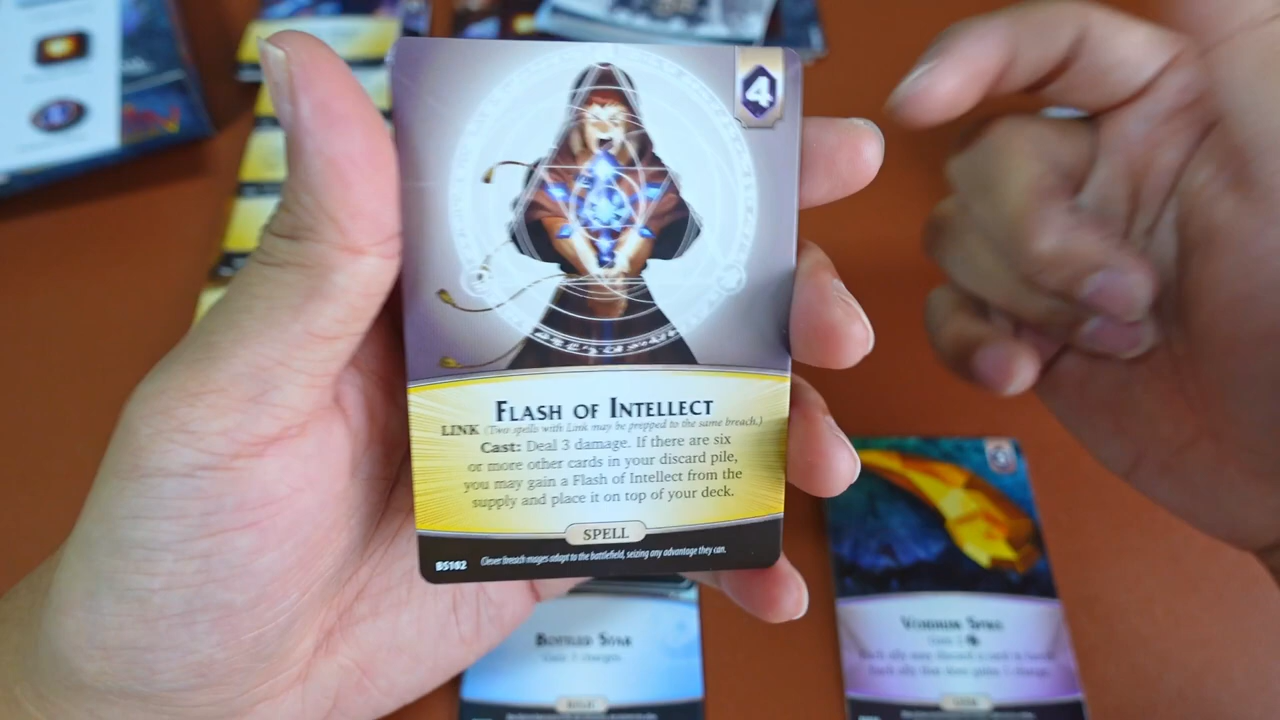 4
FLASH OF INTELLECT
LINK (Two spells with Link may be prepped to the same breach.)
Cast: Deal 3 damage. If there are six
or more other cards in your discard pile,
you may gain a Flash of Intellect from the
supply and place it on top of your deck.
SPELL
BS102 Clever breach mages adapt to the battlefield, seizing any advantage they can.
BOTTLED STAR